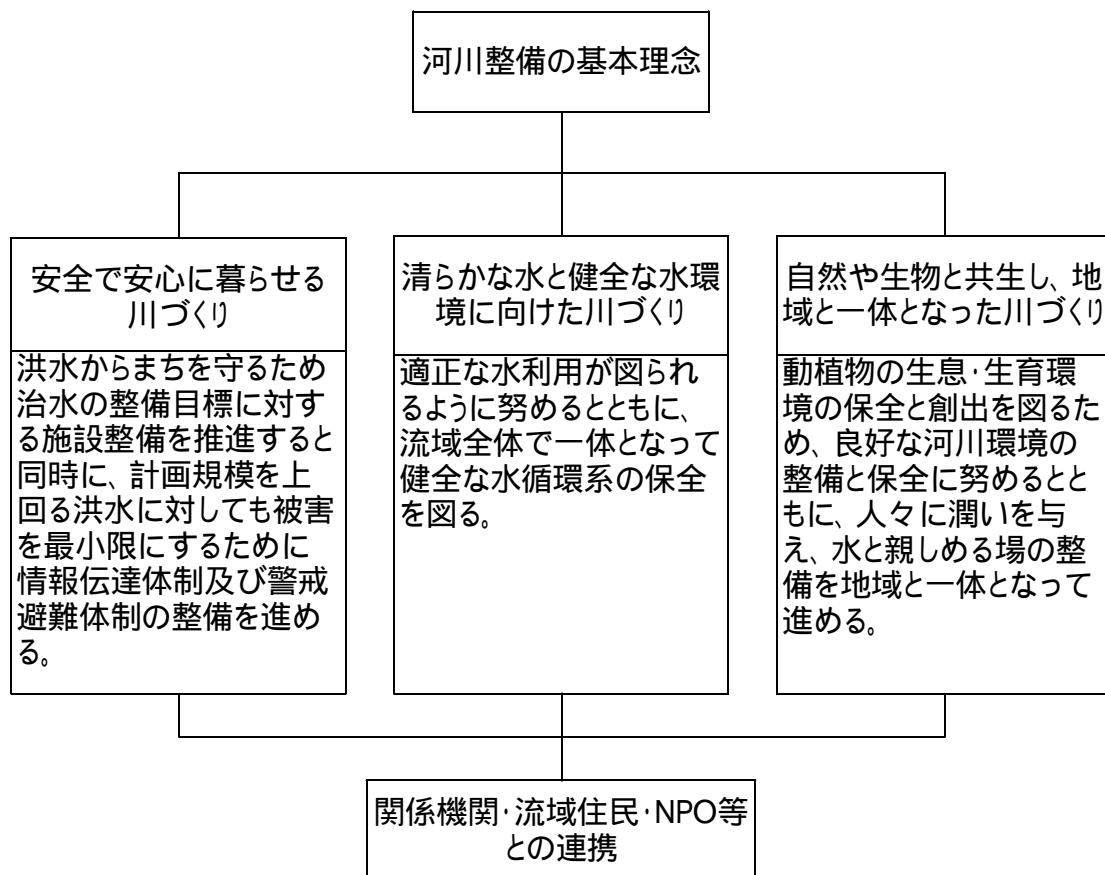 河川整備の基本理念
安全で安心に暮らせる
川づくり
洪水からまちを守るため
治水の整備目標に対す
る施設整備を推進すると
同時に、計画規模を上
回る洪水に対しても被害
を最小限にするために
情報伝達体制及び警戒
避難体制の整備を進め
る。
清らかな水と健全な水環
境に向けた川づくり
適正な水利用が図られ
るように努めるとともに、
流域全体で一体となって
健全な水循環系の保全
を図る。
自然や生物と共生し、地
域と一体となった川づくり
動植物の生息・生育環
境の保全と創出を図るた
め、良好な河川環境の
整備と保全に努めるとと
もに、人々に潤いを与
え、水と親しめる場の整
備を地域と一体となって
進める。
関係機関・流域住民・NPO等
との連携